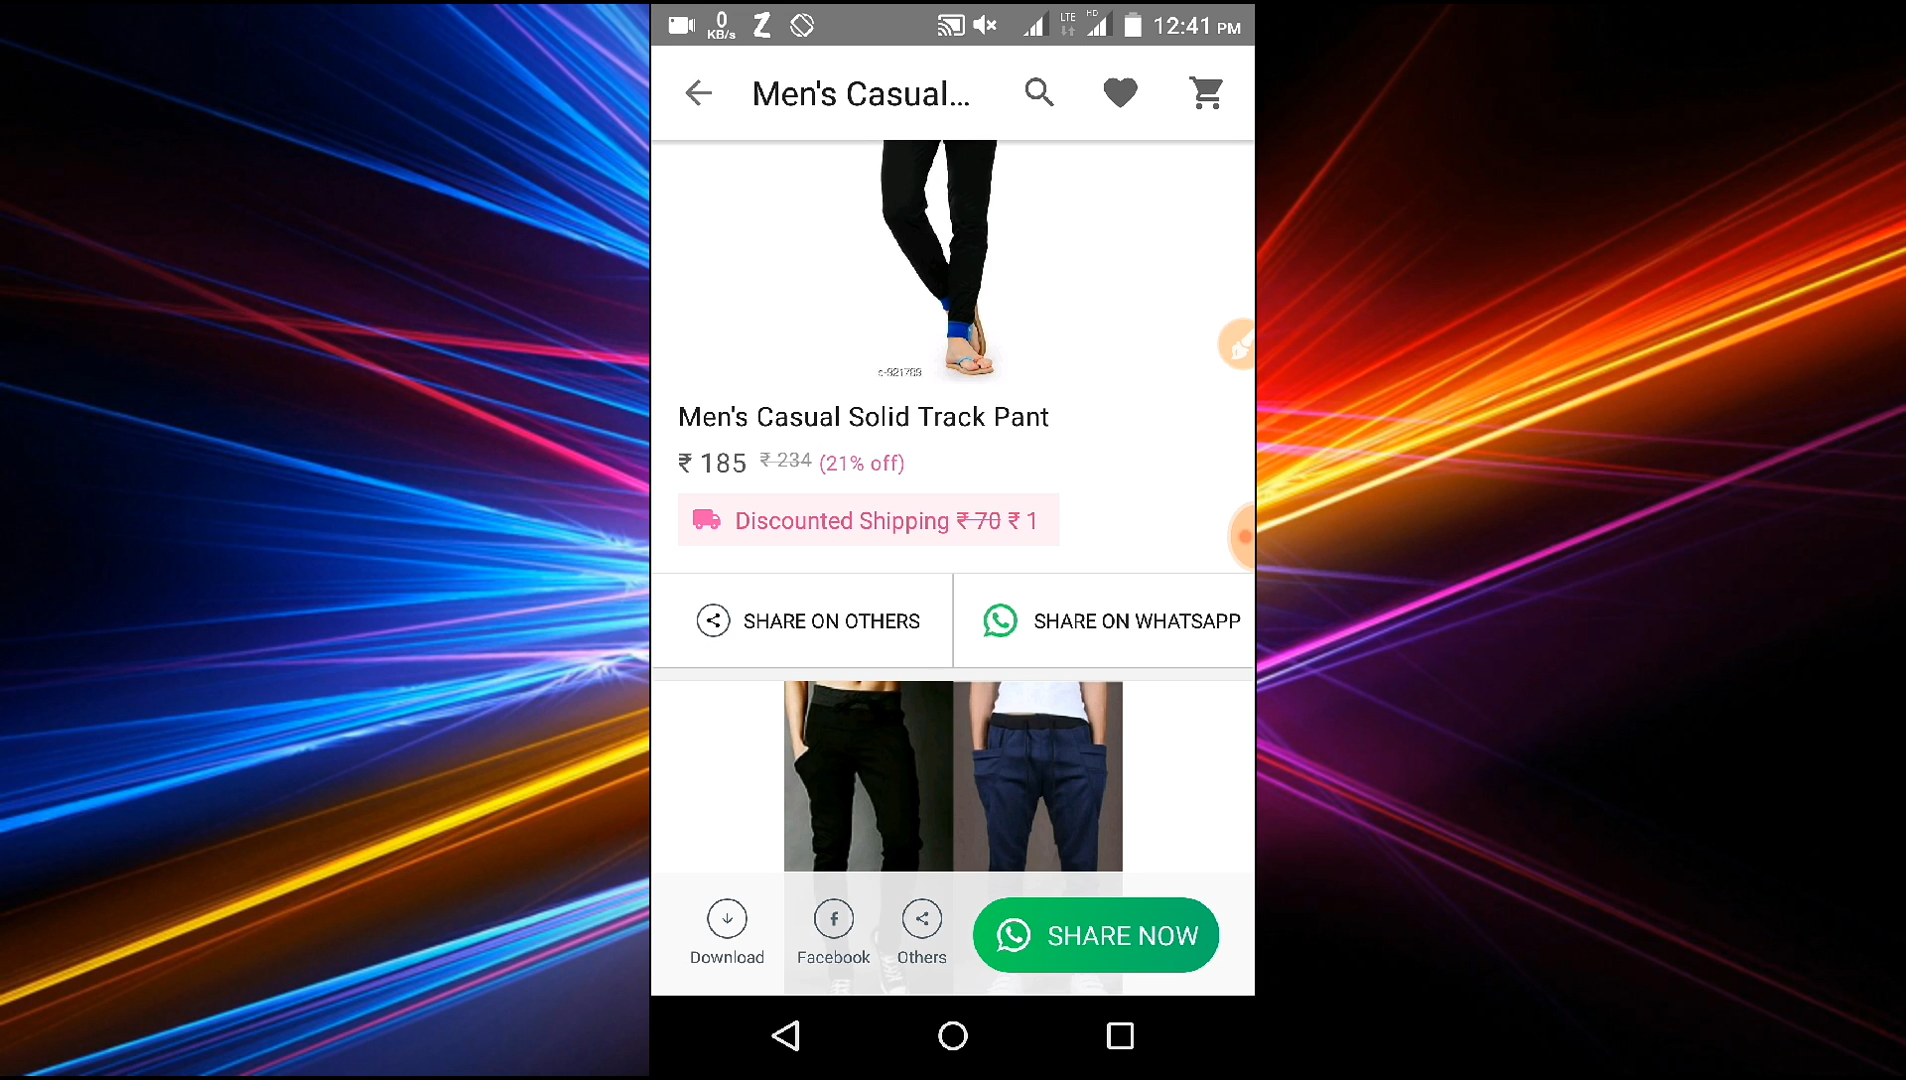 0
KB/s
LTE
HD
12:41 PM
Men's Casual...
c-921789
Men's Casual Solid Track Pant
₹ 185 ₹ 234 (21% off)
Discounted Shipping ₹ 70 ₹ 1
SHARE ON OTHERS
SHARE ON WHATSAPP
Download
Facebook
Others
SHARE NOW